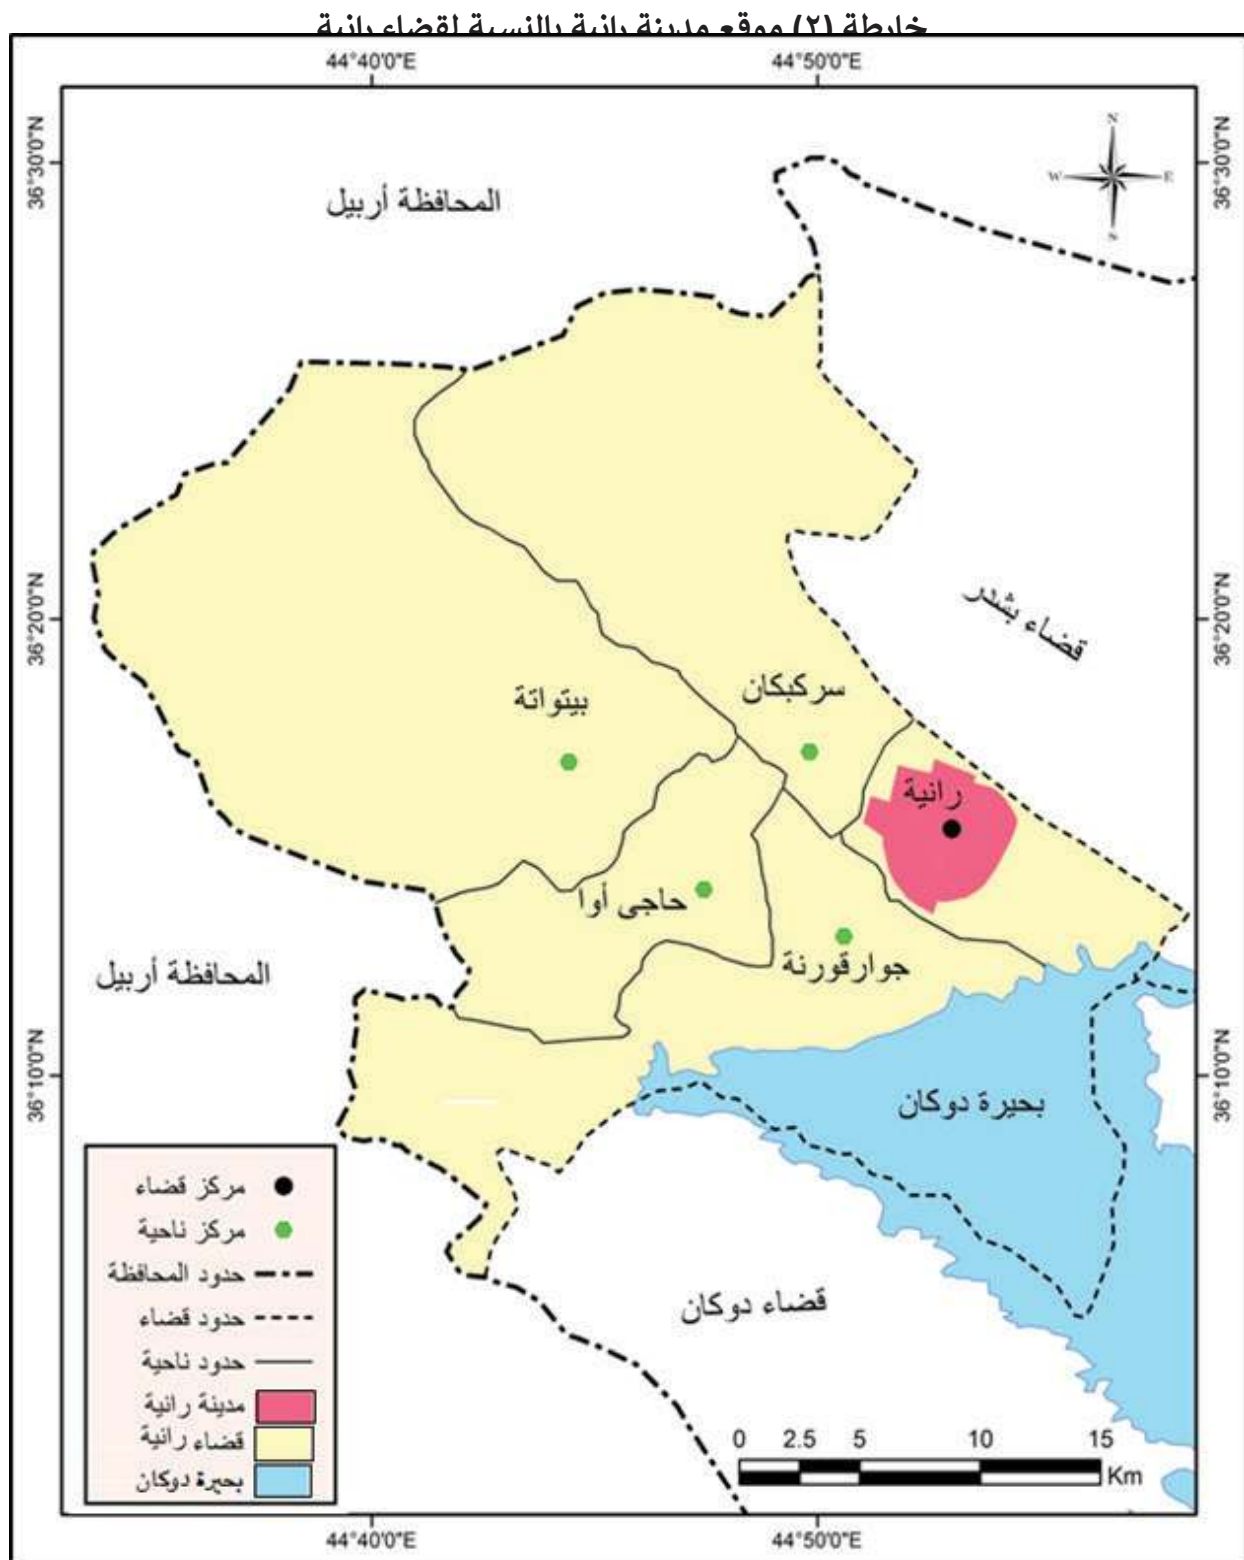 خارطة (٢) موقع مدينة رانية بالنسبة لقضاء رانية
44°40'0"E
44°50'0"E
36°30'0"N
36°30'0"N
N
W
E
S
المحافظة أربيل
36°20'0"N
36°20'0"N
قضاء بشدر
سركبكان
بيتواتة
رانية
حاجى أوا
جوارقورنة
المحافظة أربيل
36°10'0"N
36°10'0"N
بحيرة دوكان
قضاء دوكان
مركز قضاء
مركز ناحية
حدود المحافظة
حدود قضاء
حدود ناحية
مدينة رانية
قضاء رانية
بحيرة دوكان
0 2.5 5 10 15
Km
44°40'0"E
44°50'0"E